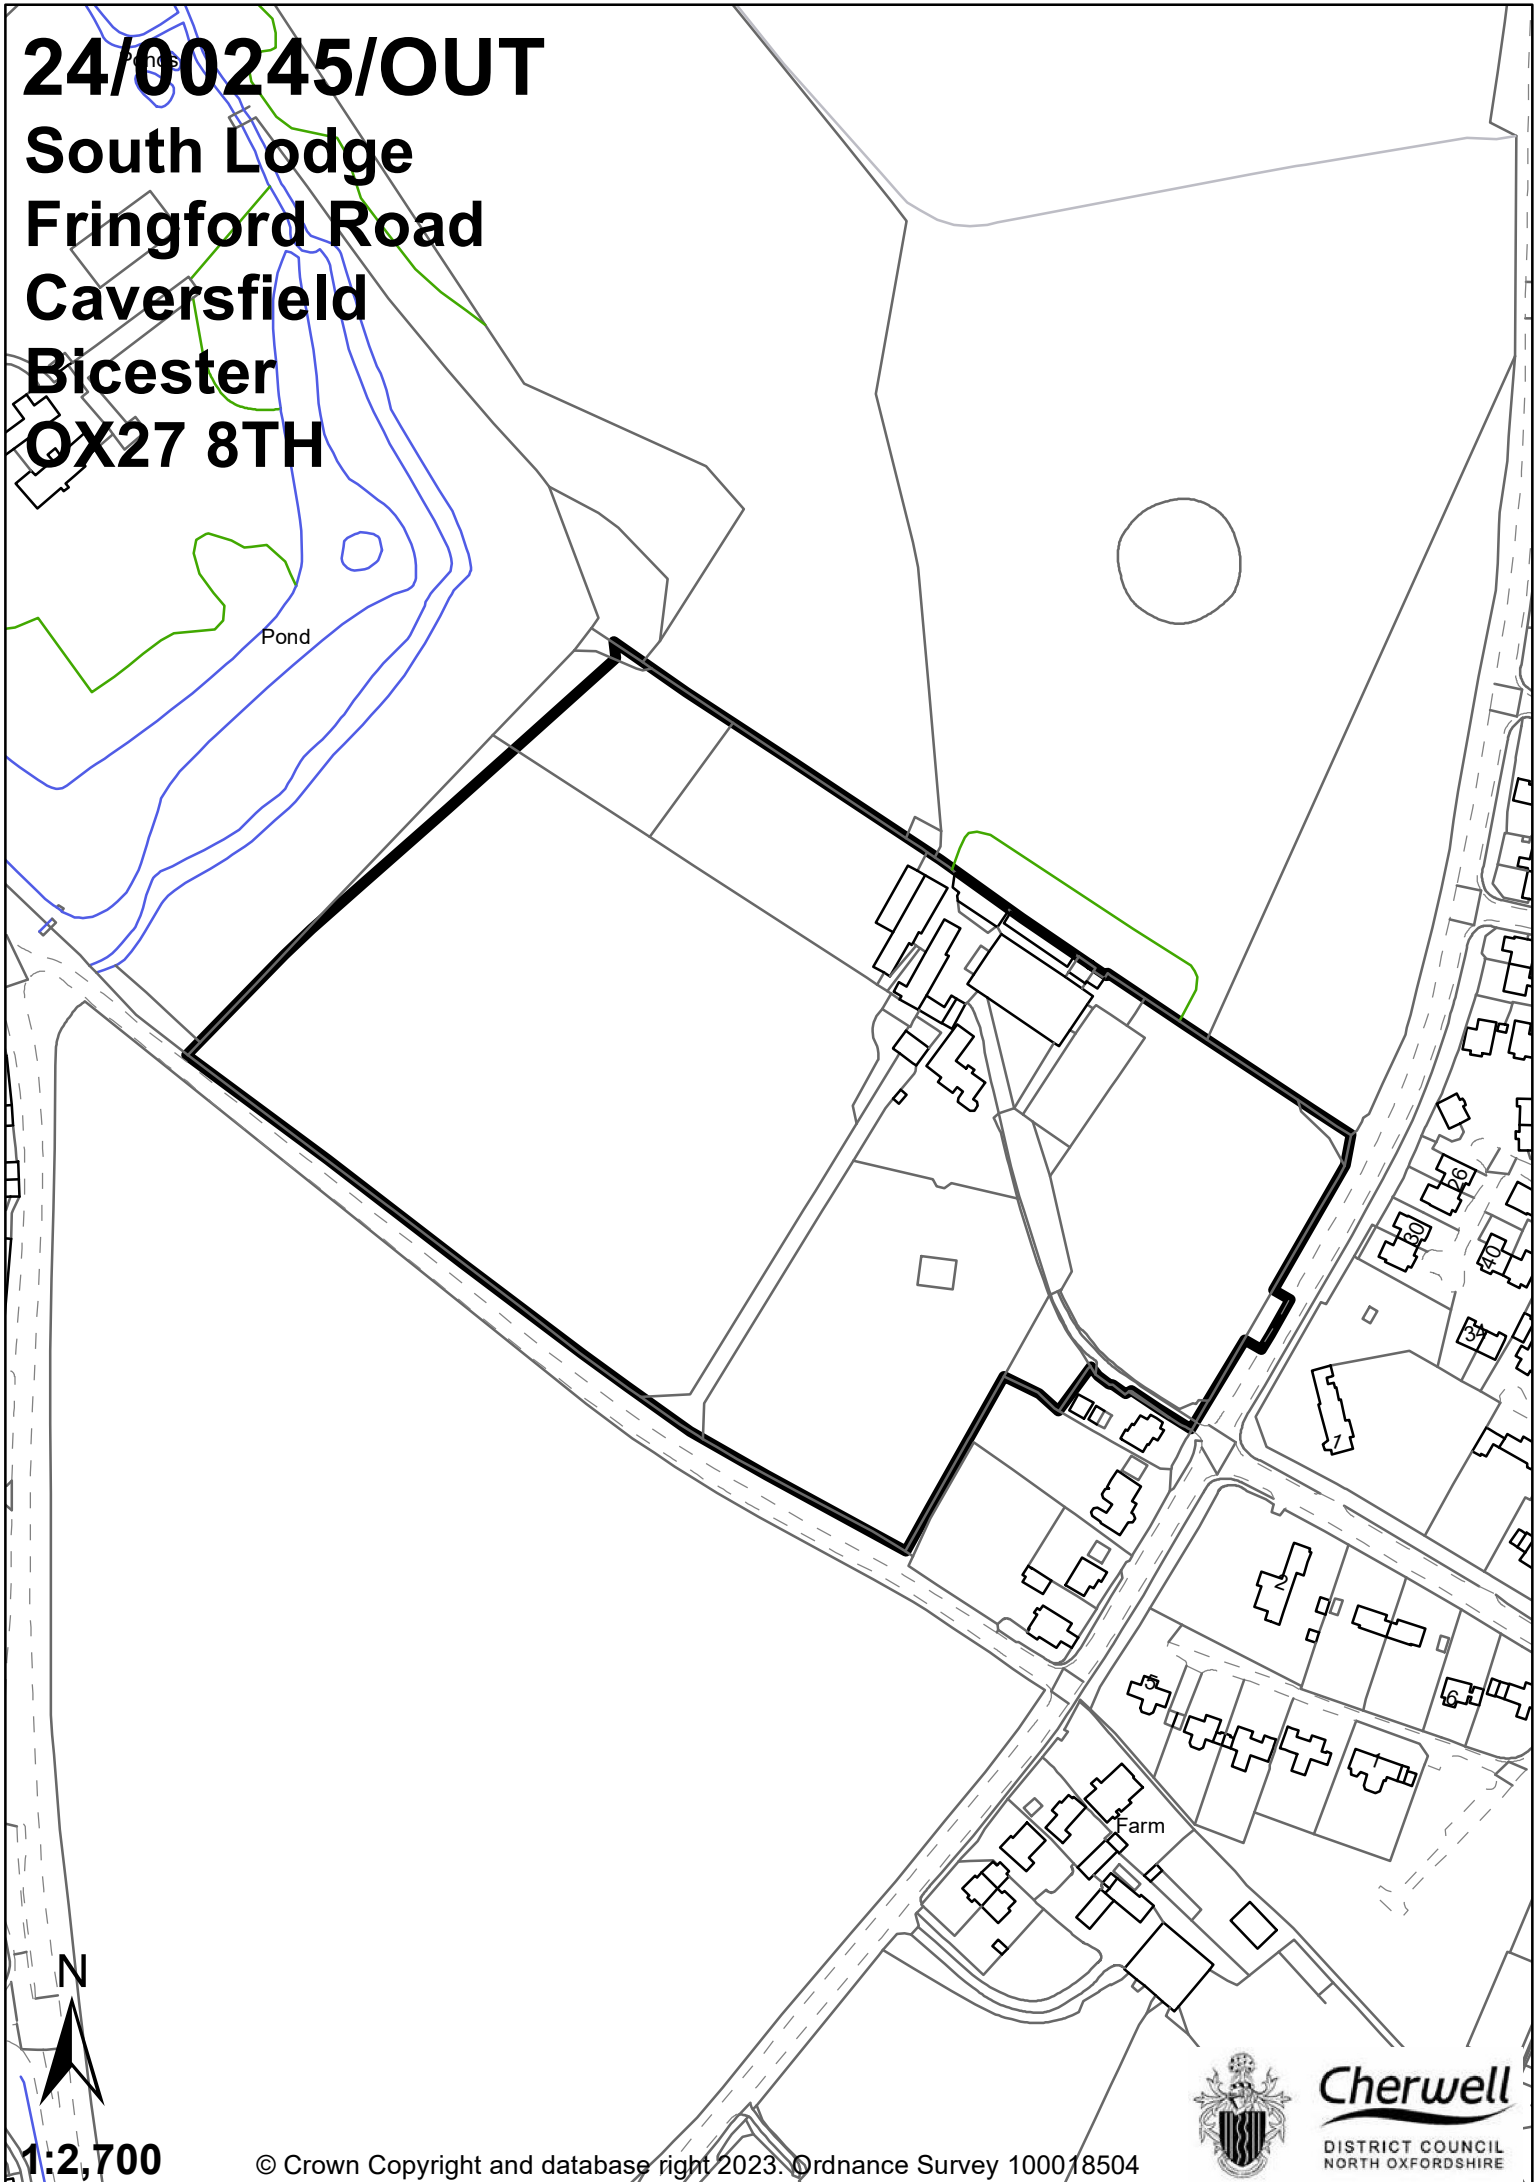 24/00245/OUT
Ponds
South Lodge
Fringford Road
Caversfield
Bicester
OX27 8TH
Pond
26
30
40
34
1
2
5
6
1
Farm
N
1:2,700
© Crown Copyright and database right 2023. Ordnance Survey 100018504
Cherwell
DISTRICT COUNCIL
NORTH OXFORDSHIRE